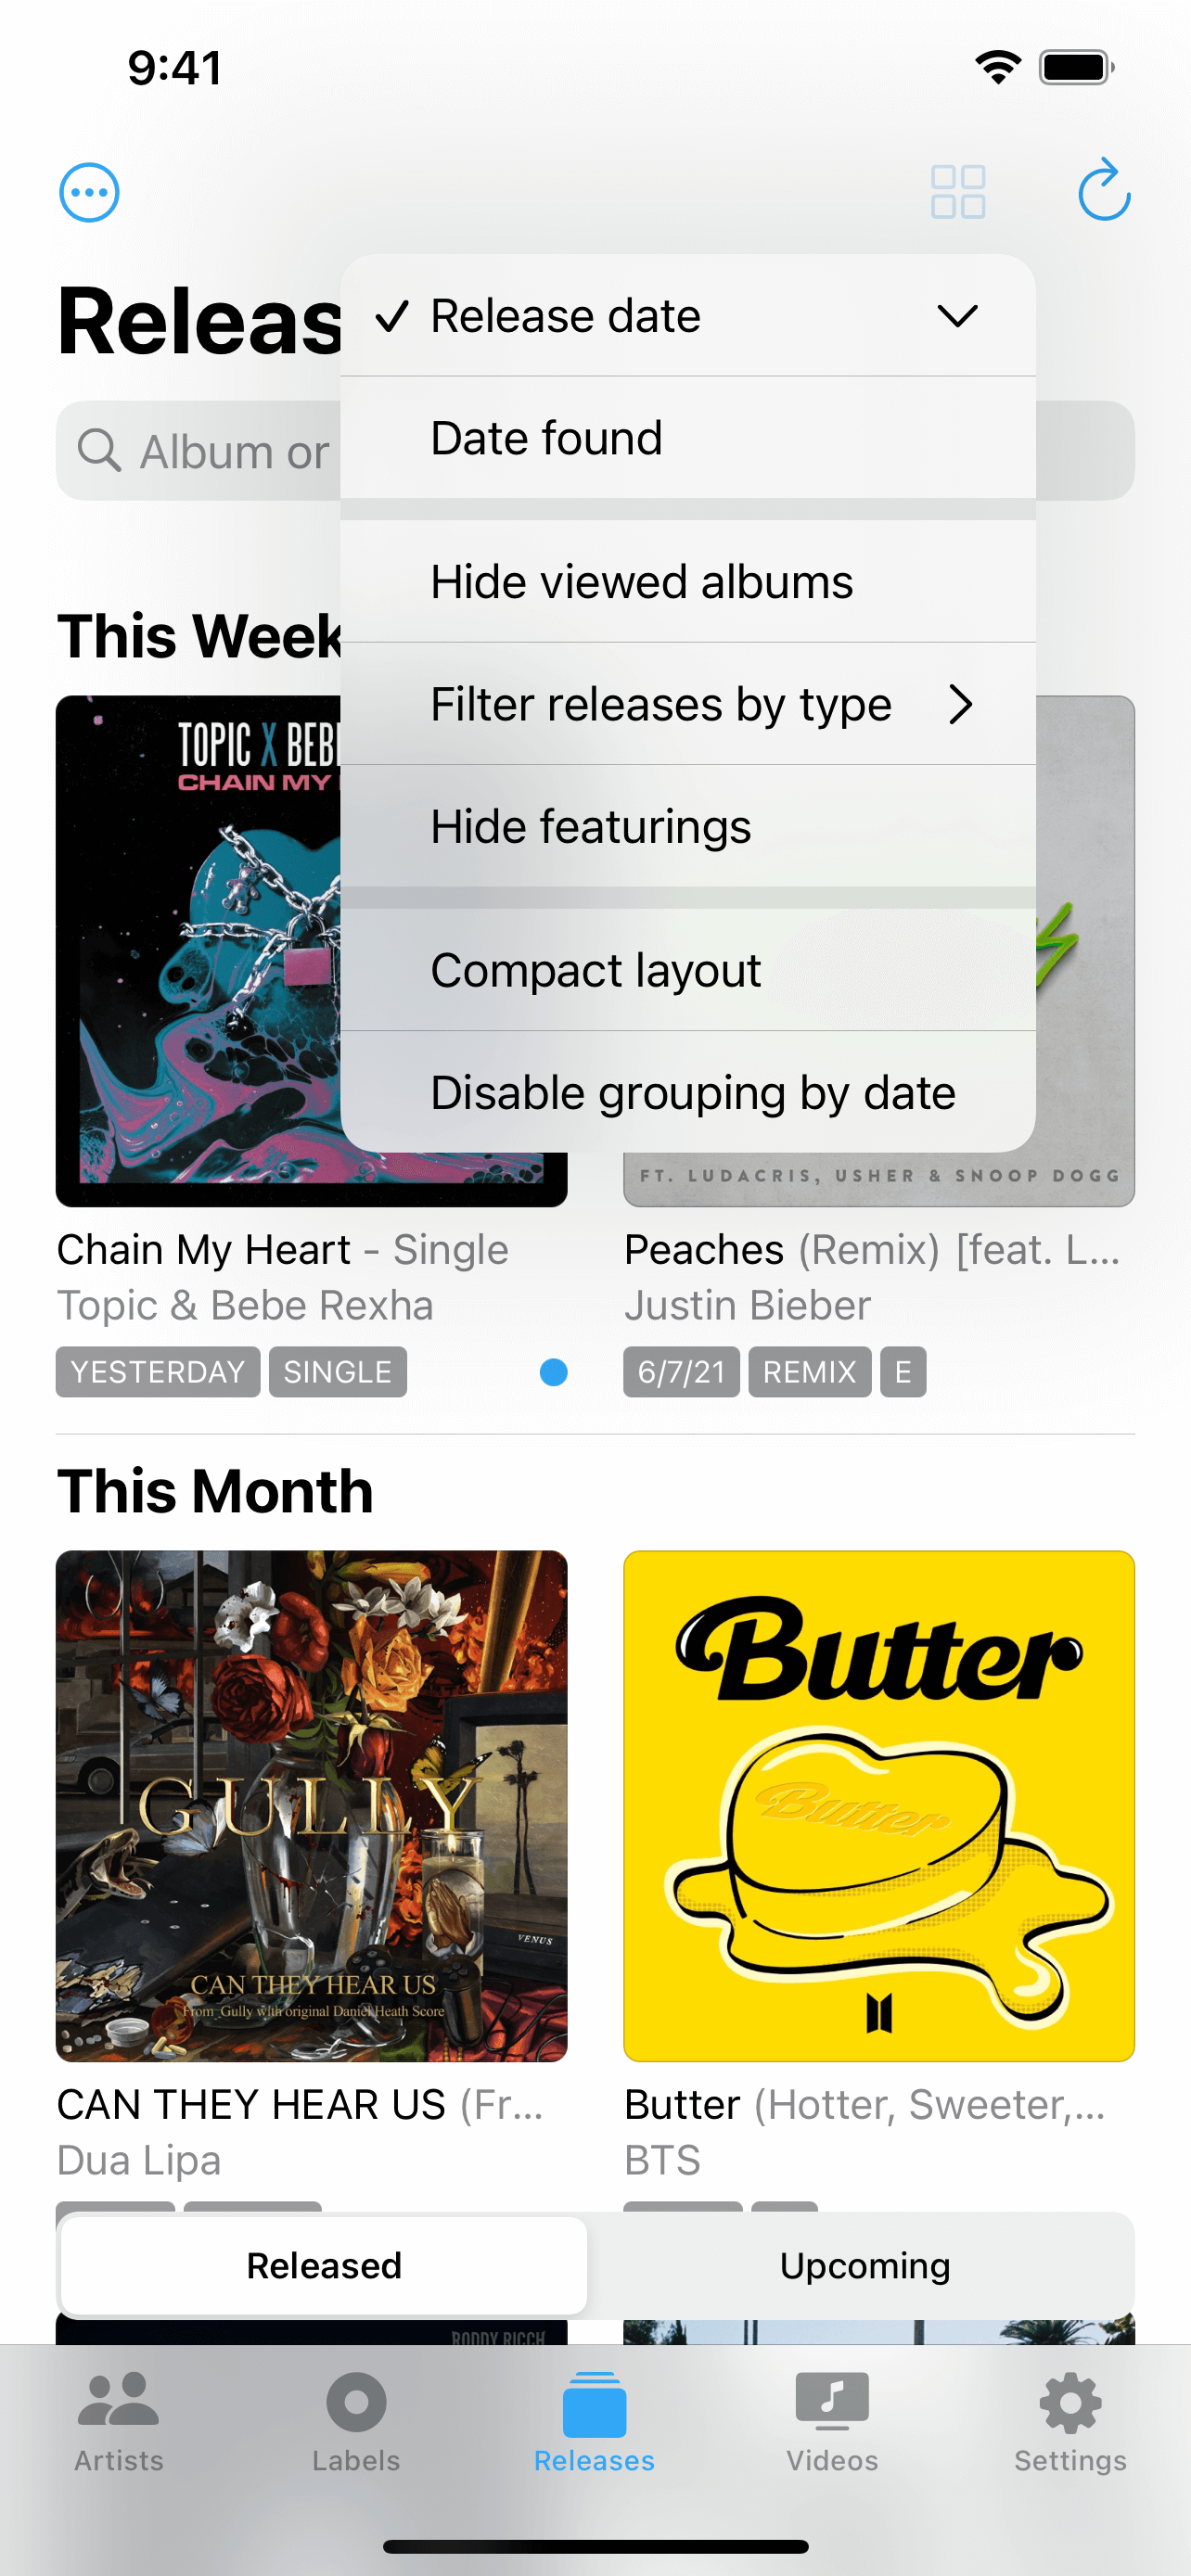 9:41
Releas
✓ Release date
Date found
Album or
Hide viewed albums
This Week
Filter releases by type
Hide featurings
Compact layout
Disable grouping by date
TOPIC X BEB
CHAIN MY
FT. LUDACRIS, USHER & SNOOP DOGG
Chain My Heart - Single
Topic & Bebe Rexha
YESTERDAY SINGLE
Peaches (Remix) [feat. L...
Justin Bieber
6/7/21 REMIX E
This Month
GULLY
VENUS
CAN THEY HEAR US
From Gully with original Daniel Heath Score
Butter
Butter
CAN THEY HEAR US (Fr...
Dua Lipa
Butter (Hotter, Sweeter,...
BTS
Released
Upcoming
RODDY RICCH
Artists
Labels
Releases
Videos
Settings